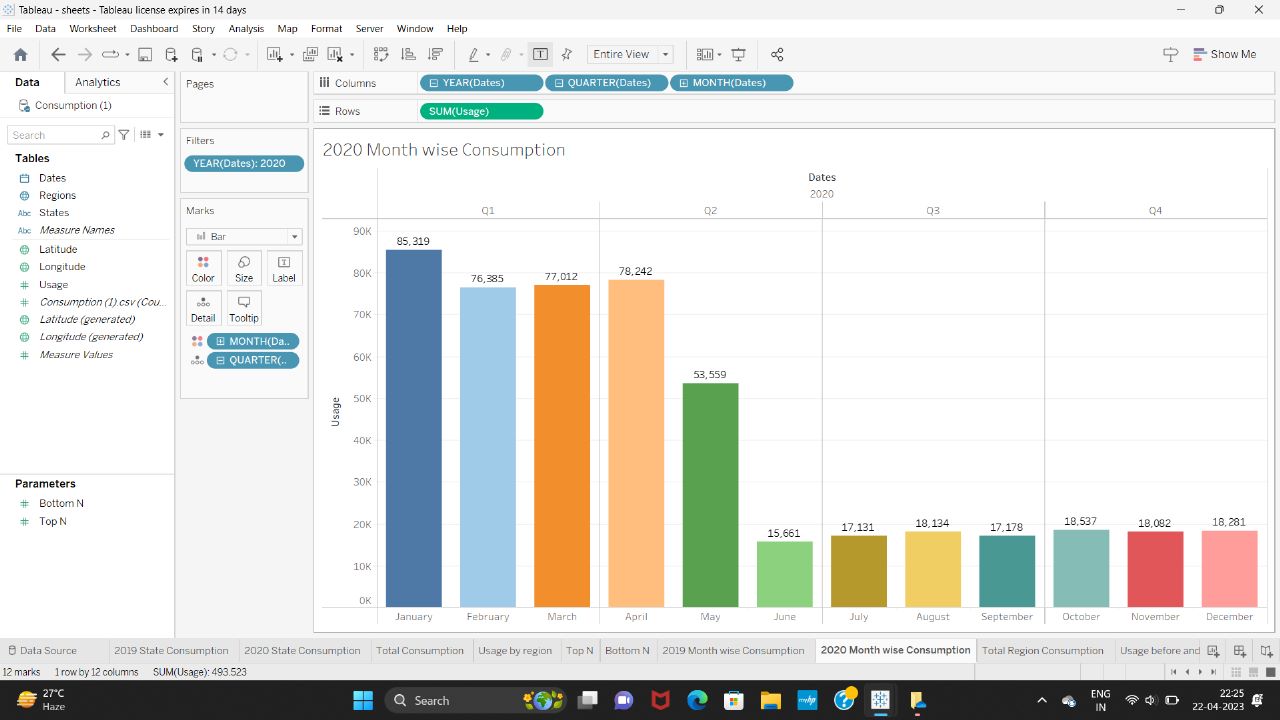 Tableau - sheets - Tableau license expires in 14 days
File Data Worksheet Dashboard Story Analysis Map Format Server Window Help
Entire View
Show Me
Data Analytics
Consumption (1)
Search
Tables
Dates
Regions
Abc States
Abc Measure Names
Latitude
Longitude
# Usage
# Consumption (1).csv (Cou...
Latitude (generated)
Longitude (generated)
# Measure Values
Parameters
# Bottom N
# Top N
Pages
Filters
YEAR(Dates): 2020
Marks
Bar
Color Size Label
Detail Tooltip
MONTH(Da..
QUARTER(..
Columns YEAR(Dates) QUARTER(Dates) MONTH(Dates)
Rows SUM(Usage)
2020 Month wise Consumption
Dates
2020
Q1 Q2 Q3 Q4
90K
80K
70K
60K
50K
40K
30K
20K
10K
0K
Usage
85,319
76,385
77,012
78,242
53,559
15,661
17,131
18,134
17,178
18,537
18,082
18,281
January February March April May June July August September October November December
Data Source 2019 State Consumption 2020 State Consumption Total Consumption Usage by region Top N Bottom N 2019 Month wise Consumption 2020 Month wise Consumption Total Region Consumption Usage before and
12 marks 1 row by 12 columns SUM(Usage): 493.523
27°C
Haze
Search
myhp
ENG
IN
22:25
22-04-2023